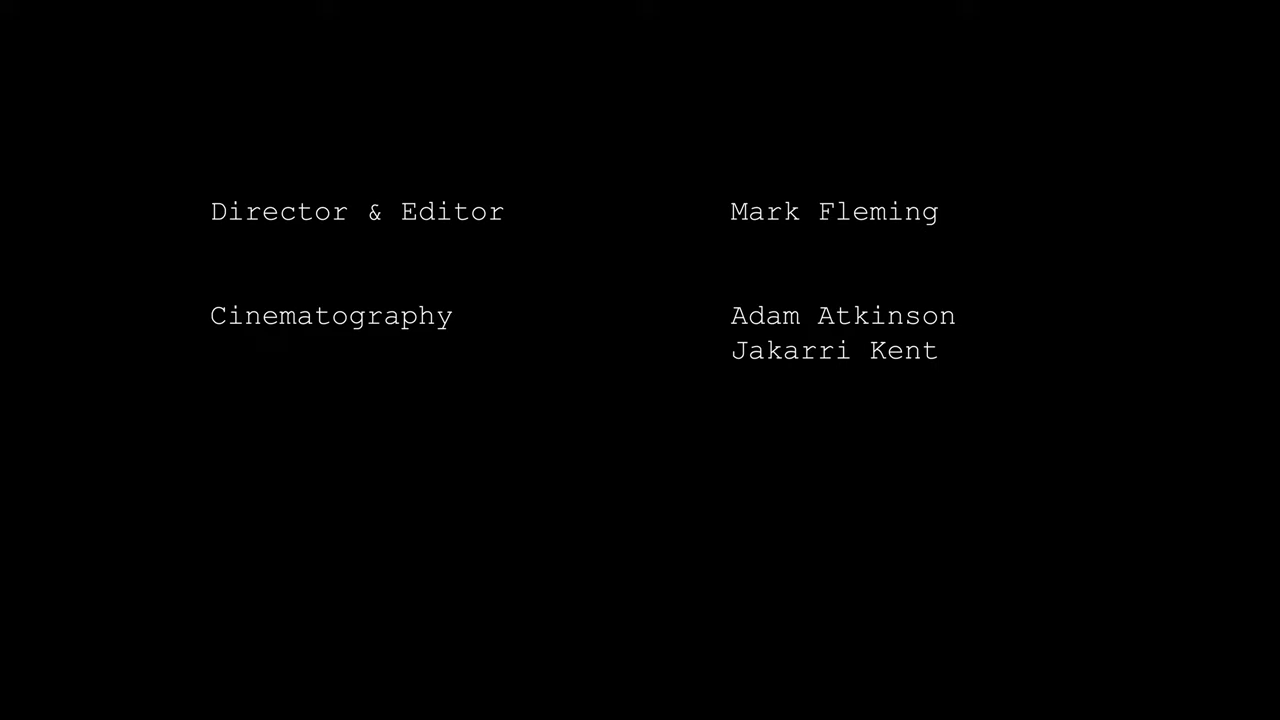 Director & Editor Mark Fleming
Cinematography Adam Atkinson
Jakarri Kent